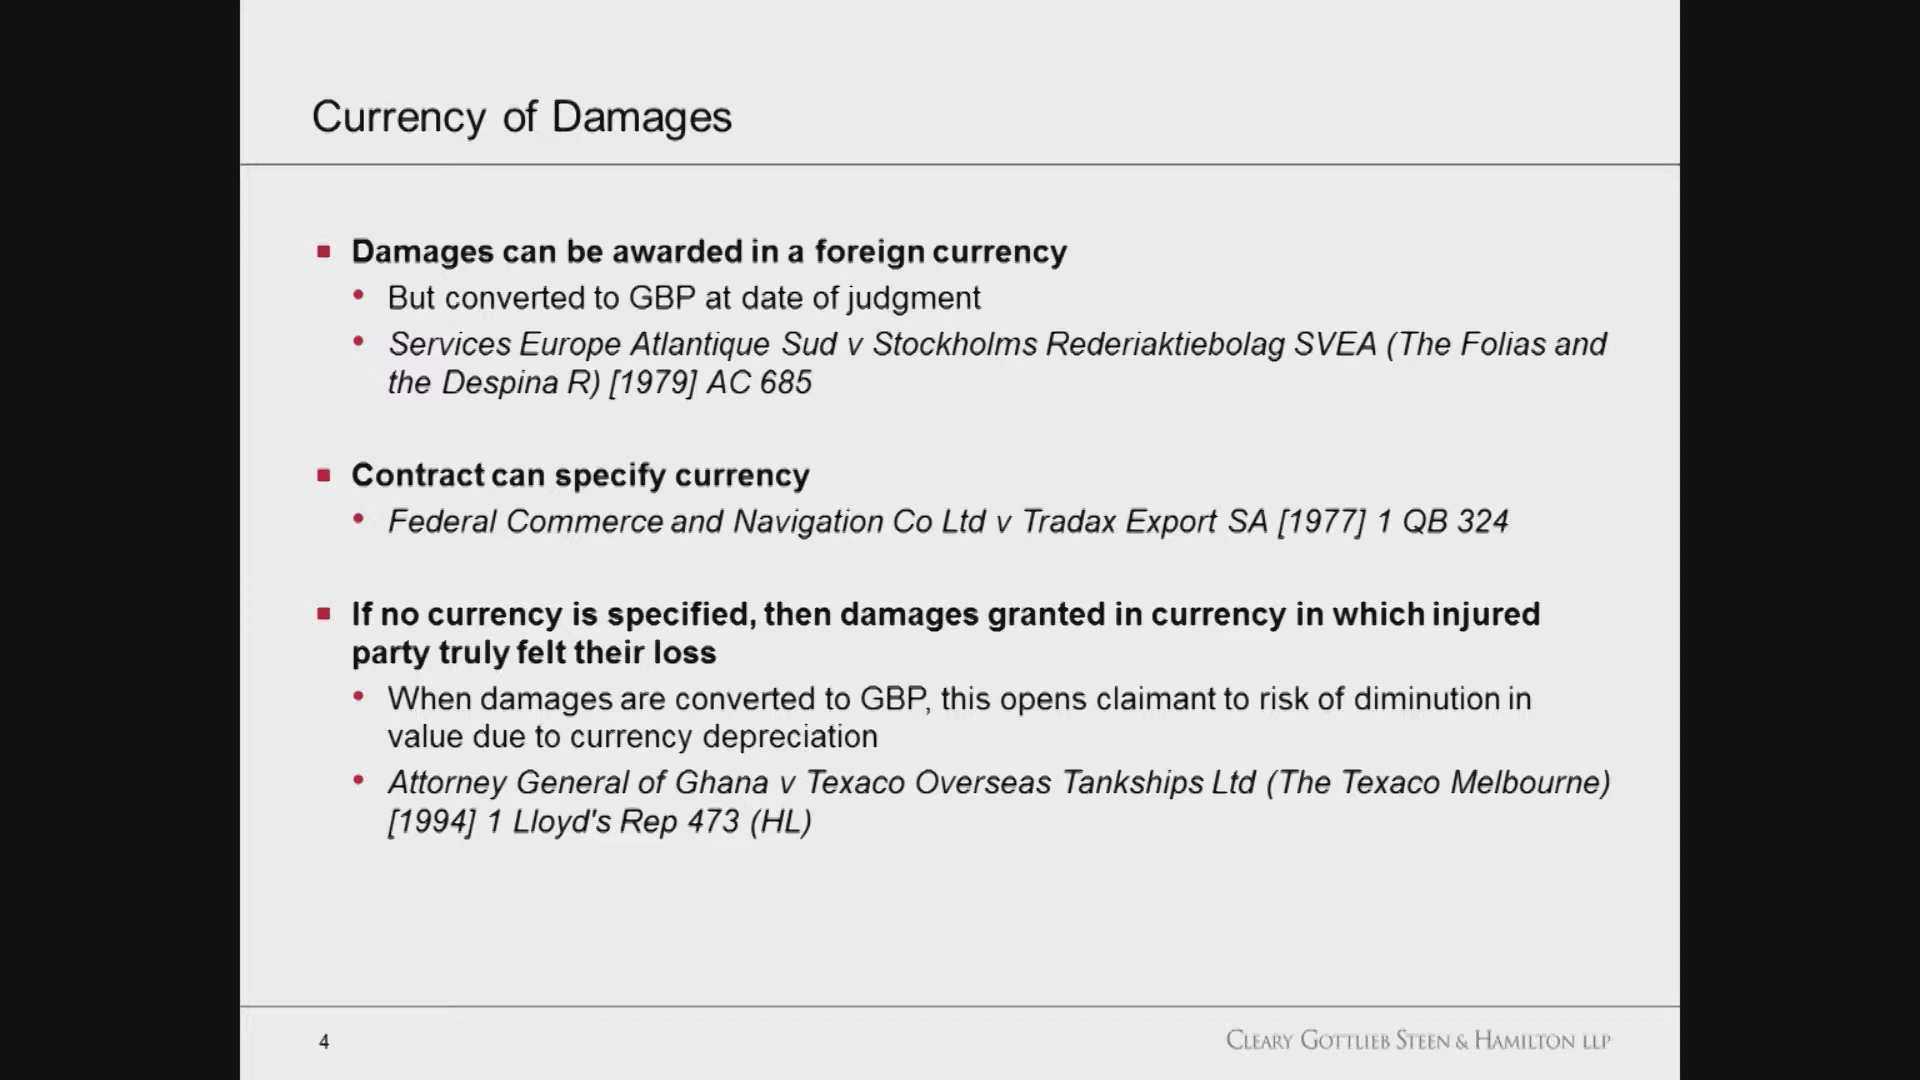 Currency of Damages
Damages can be awarded in a foreign currency
But converted to GBP at date of judgment
Services Europe Atlantique Sud v Stockholms Rederiaktiebolag SVEA (The Folias and
the Despina R) [1979] AC 685
Contract can specify currency
Federal Commerce and Navigation Co Ltd v Tradax Export SA [1977] 1 QB 324
If no currency is specified, then damages granted in currency in which injured
party truly felt their loss
When damages are converted to GBP, this opens claimant to risk of diminution in
value due to currency depreciation
Attorney General of Ghana v Texaco Overseas Tankships Ltd (The Texaco Melbourne)
[1994] 1 Lloyd's Rep 473 (HL)
4
CLEARY GOTTLIEB STEEN & HAMILTON LLP